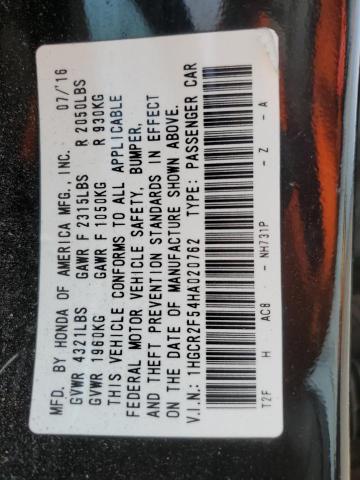 MFD. BY HONDA OF AMERICA MFG., INC. 07/16
GVWR 4321LBS GAWR F 2315LBS R 2050LBS
GVWR 1960KG GAWR F 1050KG R 930KG
THIS VEHICLE CONFORMS TO ALL APPLICABLE
FEDERAL MOTOR VEHICLE SAFETY, BUMPER,
AND THEFT PREVENTION STANDARDS IN EFFECT
ON THE DATE OF MANUFACTURE SHOWN ABOVE.
V.I.N.: 1HGCR2F54HA020762 TYPE: PASSENGER CAR
T2F H AC8 - NH731P - Z - A